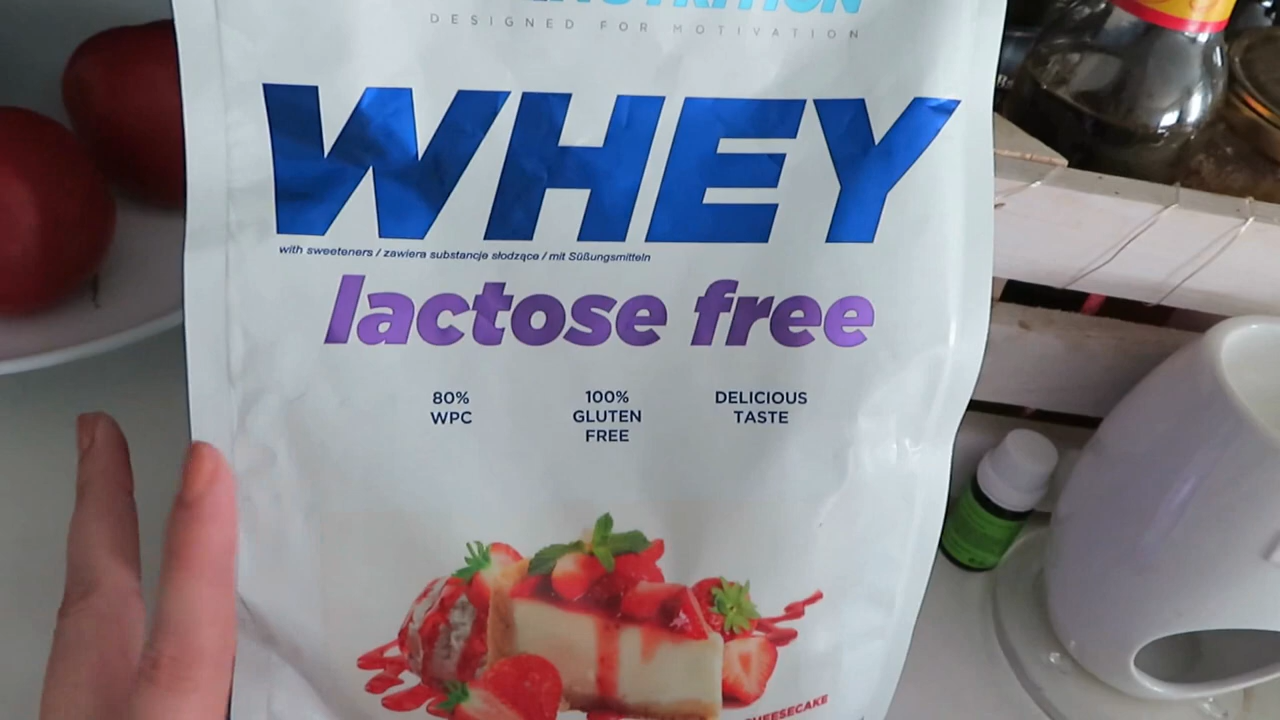 DESIGNED FOR MOTIVATION
WHEY
with sweeteners / zawiera substancje słodzące / mit Süßungsmitteln
lactose free
80%
WPC
100%
GLUTEN
FREE
DELICIOUS
TASTE